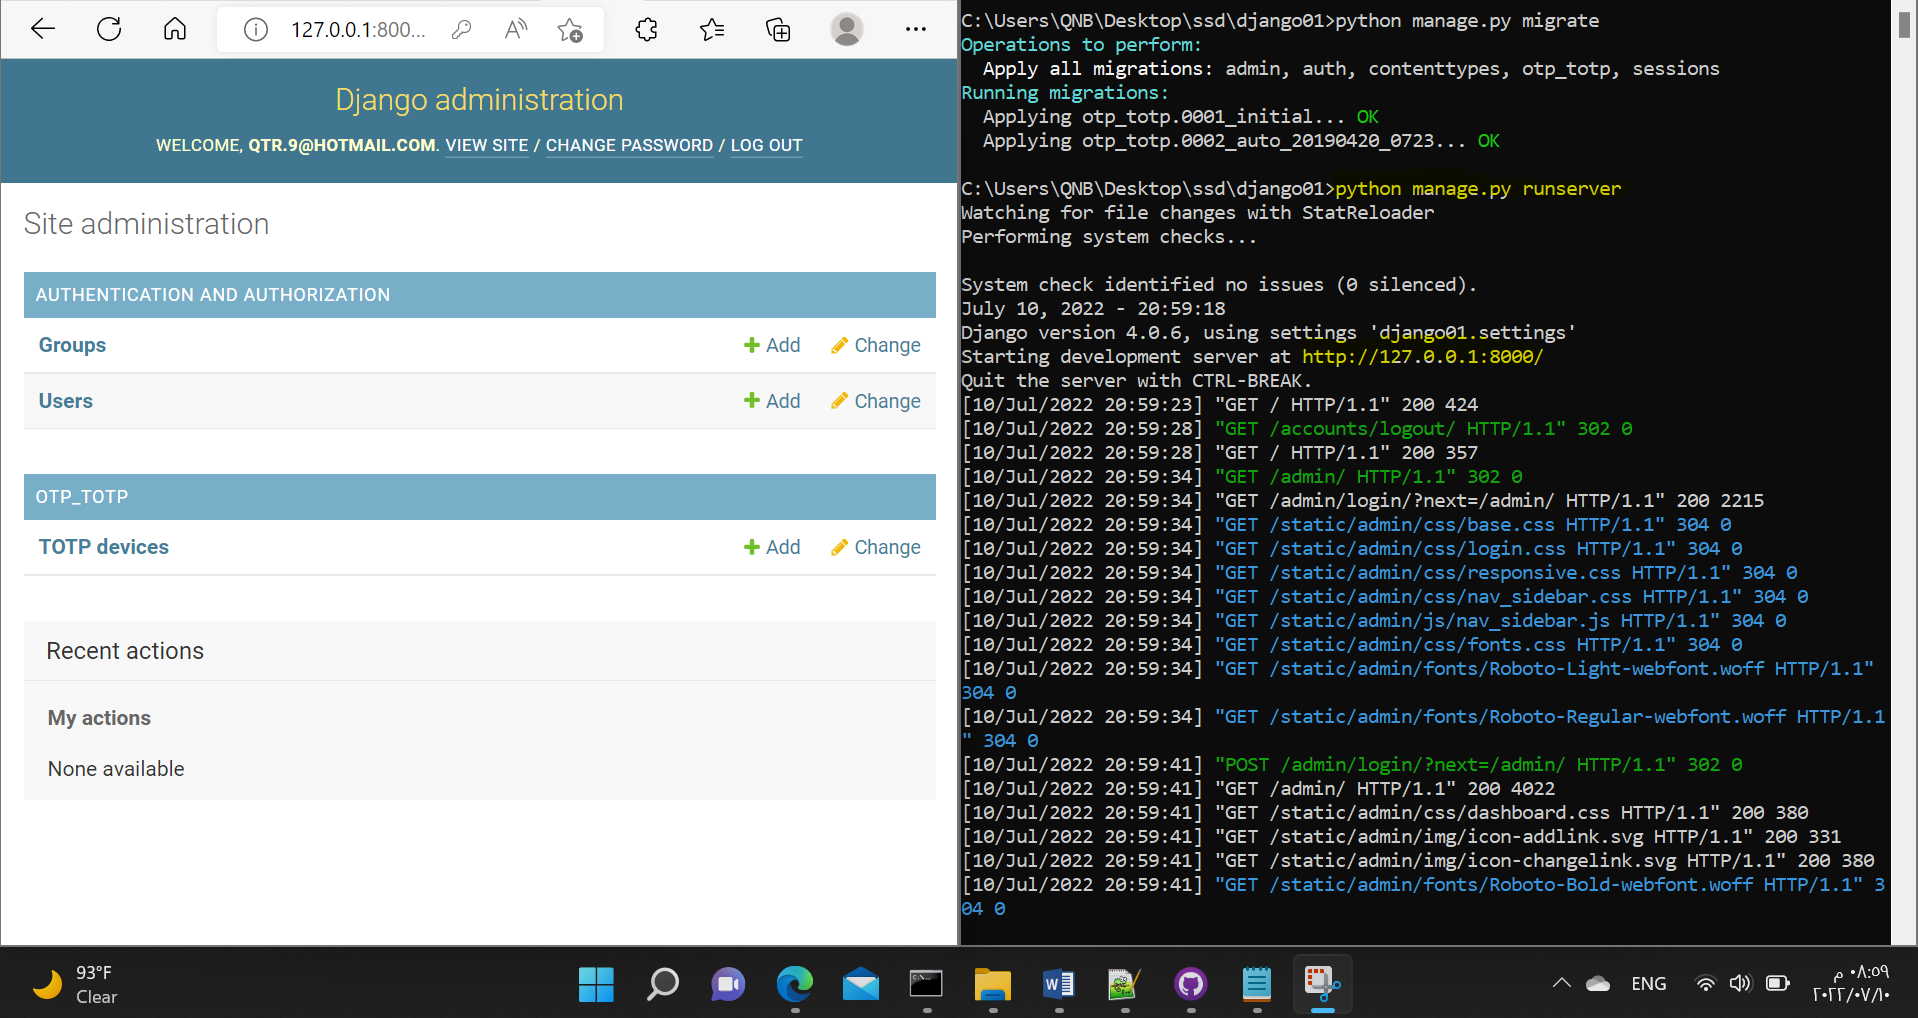 127.0.0.1:800...
Django administration
WELCOME, QTR.9@HOTMAIL.COM. VIEW SITE / CHANGE PASSWORD / LOG OUT
Site administration
AUTHENTICATION AND AUTHORIZATION
Groups Add Change
Users Add Change
OTP_TOTP
TOTP devices Add Change
Recent actions
My actions
None available
C:\Users\QNB\Desktop\ssd\django01>python manage.py migrate
Operations to perform:
Apply all migrations: admin, auth, contenttypes, otp_totp, sessions
Running migrations:
Applying otp_totp.0001_initial... OK
Applying otp_totp.0002_auto_20190420_0723... OK
C:\Users\QNB\Desktop\ssd\django01>python manage.py runserver
Watching for file changes with StatReloader
Performing system checks...
System check identified no issues (0 silenced).
July 10, 2022 - 20:59:18
Django version 4.0.6, using settings 'django01.settings'
Starting development server at http://127.0.0.1:8000/
Quit the server with CTRL-BREAK.
[10/Jul/2022 20:59:23] "GET / HTTP/1.1" 200 424
[10/Jul/2022 20:59:28] "GET /accounts/logout/ HTTP/1.1" 302 0
[10/Jul/2022 20:59:28] "GET / HTTP/1.1" 200 357
[10/Jul/2022 20:59:34] "GET /admin/ HTTP/1.1" 302 0
[10/Jul/2022 20:59:34] "GET /admin/login/?next=/admin/ HTTP/1.1" 200 2215
[10/Jul/2022 20:59:34] "GET /static/admin/css/base.css HTTP/1.1" 304 0
[10/Jul/2022 20:59:34] "GET /static/admin/css/login.css HTTP/1.1" 304 0
[10/Jul/2022 20:59:34] "GET /static/admin/css/responsive.css HTTP/1.1" 304 0
[10/Jul/2022 20:59:34] "GET /static/admin/css/nav_sidebar.css HTTP/1.1" 304 0
[10/Jul/2022 20:59:34] "GET /static/admin/js/nav_sidebar.js HTTP/1.1" 304 0
[10/Jul/2022 20:59:34] "GET /static/admin/css/fonts.css HTTP/1.1" 304 0
[10/Jul/2022 20:59:34] "GET /static/admin/fonts/Roboto-Light-webfont.woff HTTP/1.1"
304 0
[10/Jul/2022 20:59:34] "GET /static/admin/fonts/Roboto-Regular-webfont.woff HTTP/1.1
" 304 0
[10/Jul/2022 20:59:41] "POST /admin/login/?next=/admin/ HTTP/1.1" 302 0
[10/Jul/2022 20:59:41] "GET /admin/ HTTP/1.1" 200 4022
[10/Jul/2022 20:59:41] "GET /static/admin/css/dashboard.css HTTP/1.1" 200 380
[10/Jul/2022 20:59:41] "GET /static/admin/img/icon-addlink.svg HTTP/1.1" 200 331
[10/Jul/2022 20:59:41] "GET /static/admin/img/icon-changelink.svg HTTP/1.1" 200 380
[10/Jul/2022 20:59:41] "GET /static/admin/fonts/Roboto-Bold-webfont.woff HTTP/1.1" 3
04 0
93°F
Clear
ENG
٠٨:٥٩ م
٢٠٢٢/٠٧/١٠